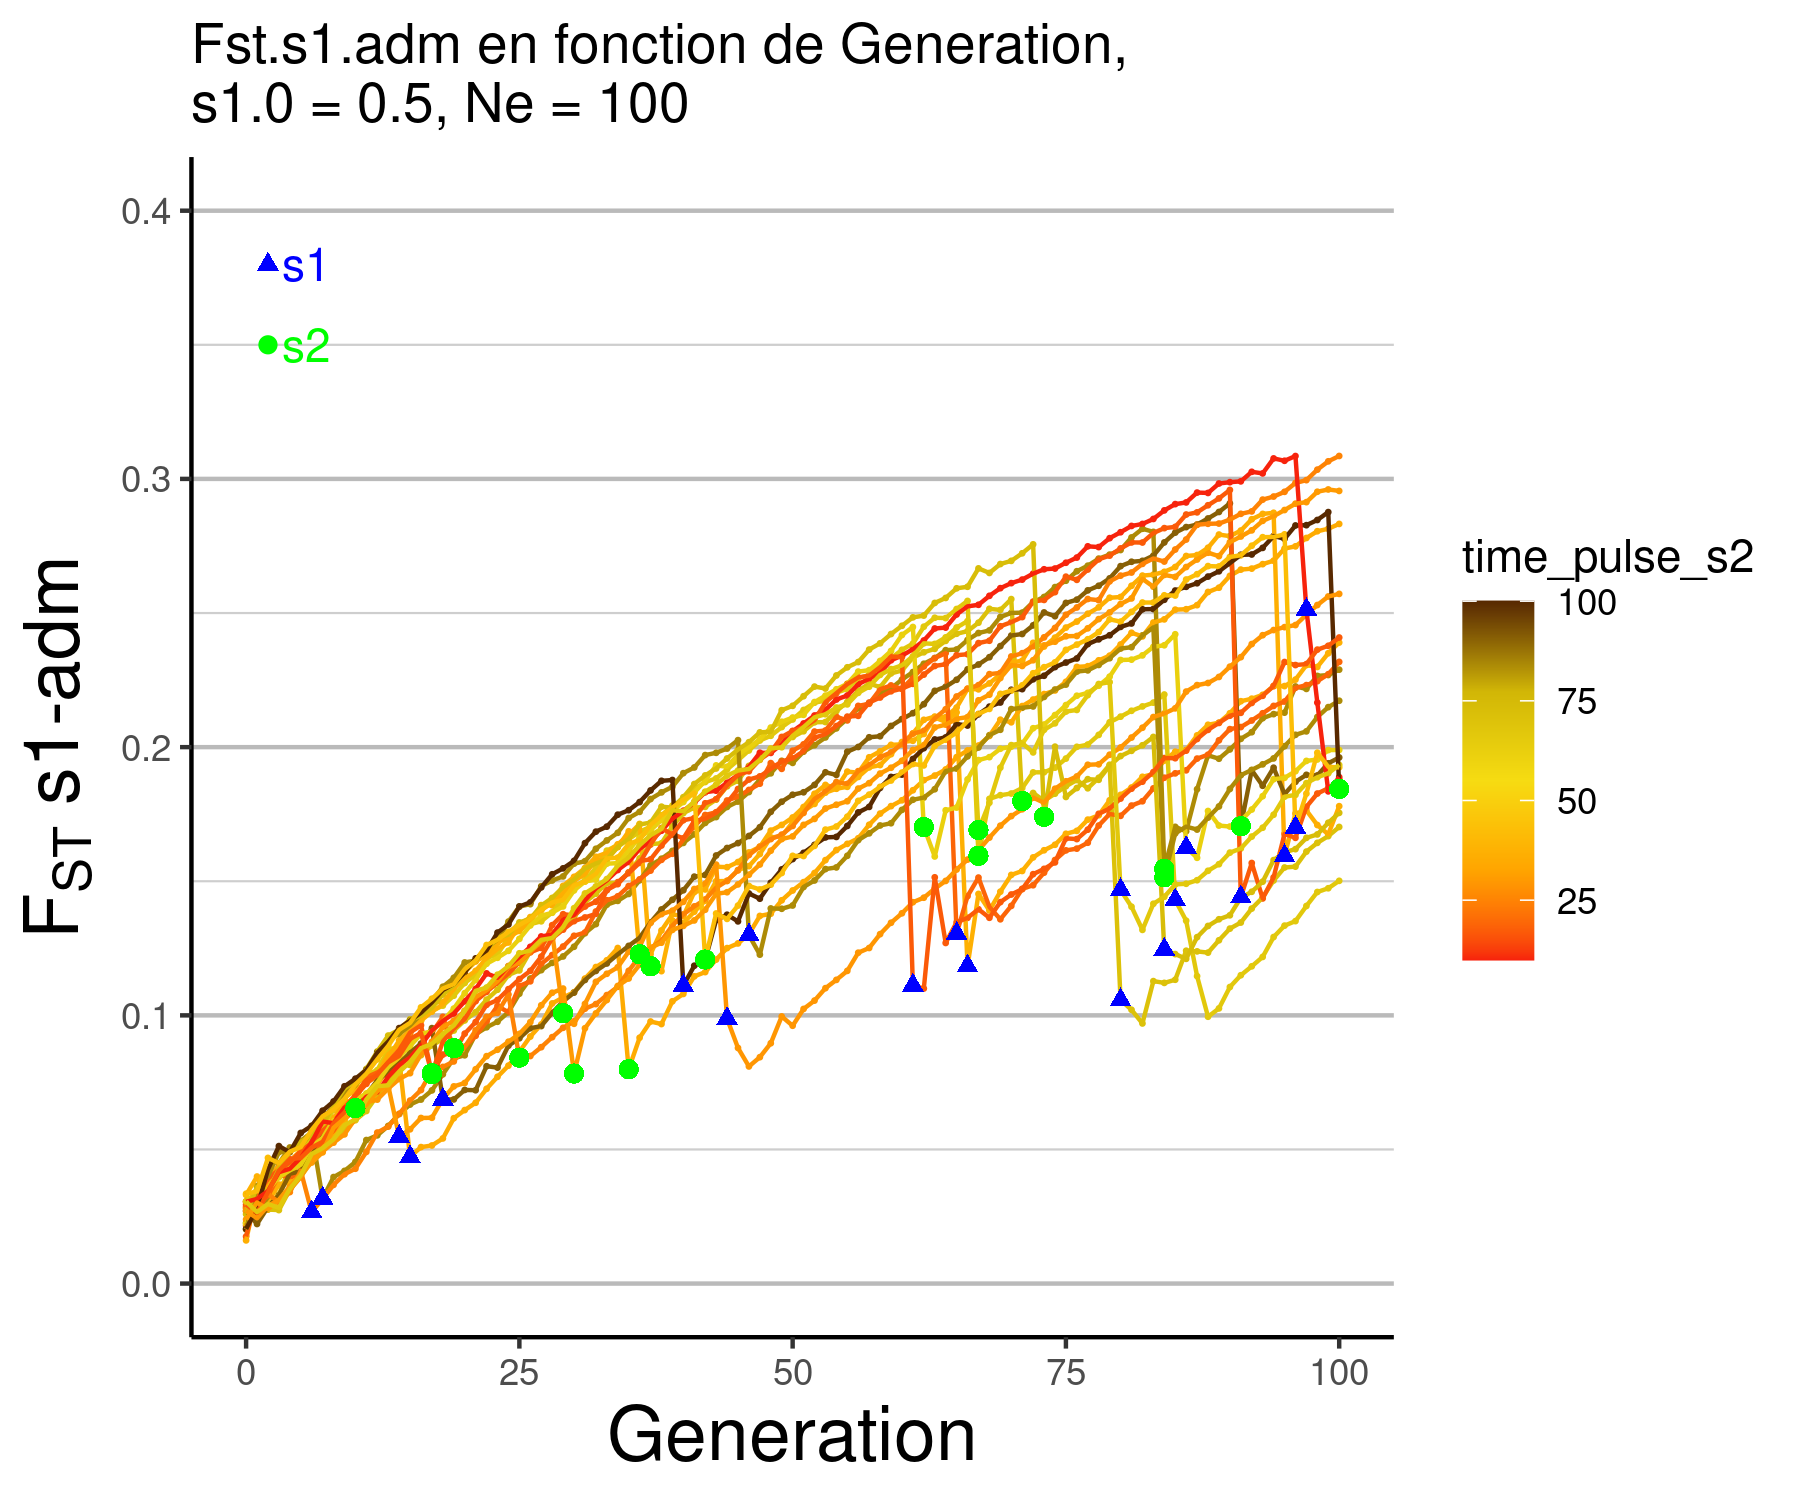 Fst.s1.adm en fonction de Generation,
s1.0 = 0.5, Ne = 100
0.4
0.3
0.2
0.1
0.0
s1
s2
FST s1-adm
0
25
50
75
100
Generation
time_pulse_s2
100
75
50
25